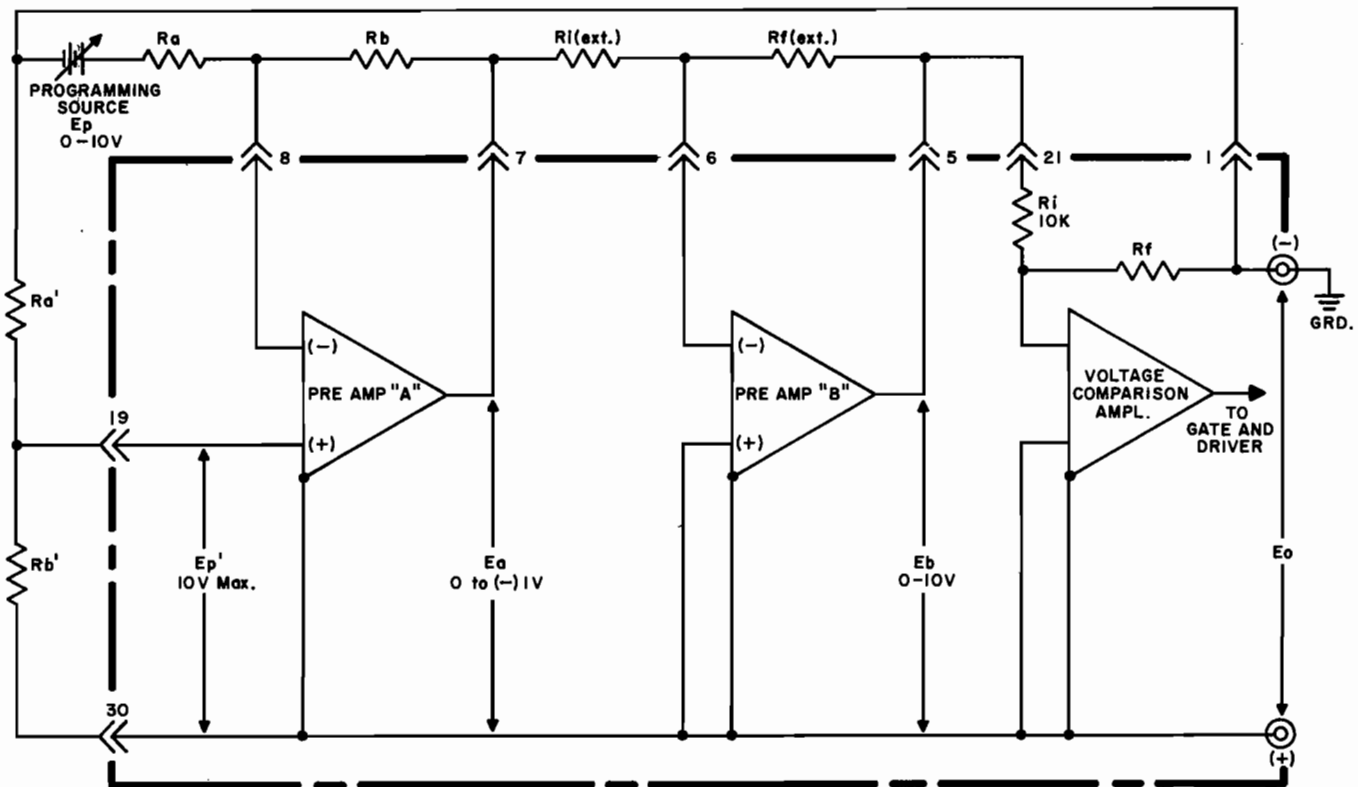 Ra
Rb
Ri(ext.)
Rf(ext.)
PROGRAMMING
SOURCE
Ep
0-10V
8
7
6
5
21
1
Ri
10K
(-)
Rf
GRD.
Ra'
(-)
PRE AMP "A"
(+)
(-)
PRE AMP "B"
(+)
VOLTAGE
COMPARISON
AMPL.
TO
GATE AND
DRIVER
19
Rb'
Ep'
10V Max.
Ea
0 to (-) 1V
Eb
0-10V
Eo
30
(+)